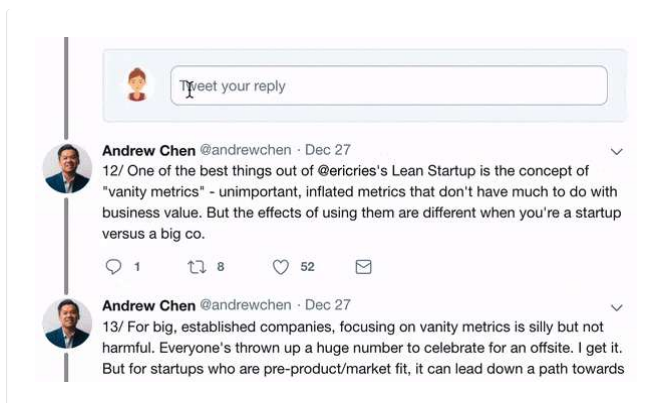 Tweet your reply
Andrew Chen @andrewchen · Dec 27
12/ One of the best things out of @ericries's Lean Startup is the concept of
"vanity metrics" - unimportant, inflated metrics that don't have much to do with
business value. But the effects of using them are different when you're a startup
versus a big co.
1 8 52
Andrew Chen @andrewchen · Dec 27
13/ For big, established companies, focusing on vanity metrics is silly but not
harmful. Everyone's thrown up a huge number to celebrate for an offsite. I get it.
But for startups who are pre-product/market fit, it can lead down a path towards